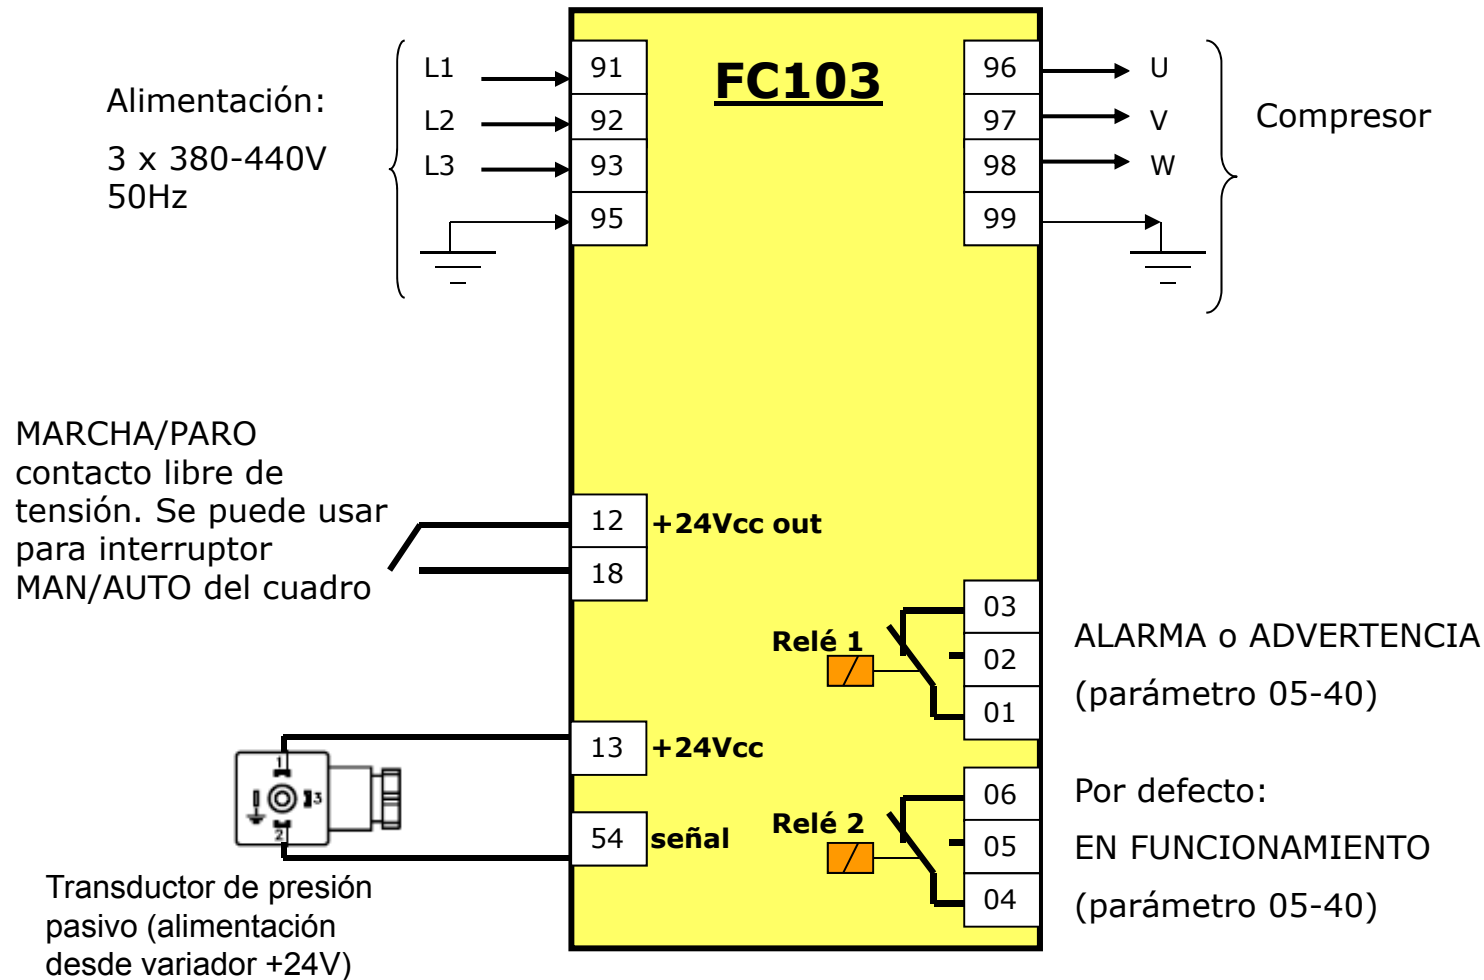 FC103
Alimentación:
3 x 380-440V
50Hz
L1
91
L2
92
L3
93
95
96
U
97
V
98
W
99
Compresor
MARCHA/PARO
contacto libre de
tensión. Se puede usar
para interruptor
MAN/AUTO del cuadro
12
+24Vcc out
18
Relé 1
03
02
01
ALARMA o ADVERTENCIA
(parámetro 05-40)
13
+24Vcc
54
señal
1
3
2
Relé 2
06
05
04
Por defecto:
EN FUNCIONAMIENTO
(parámetro 05-40)
Transductor de presión
pasivo (alimentación
desde variador +24V)